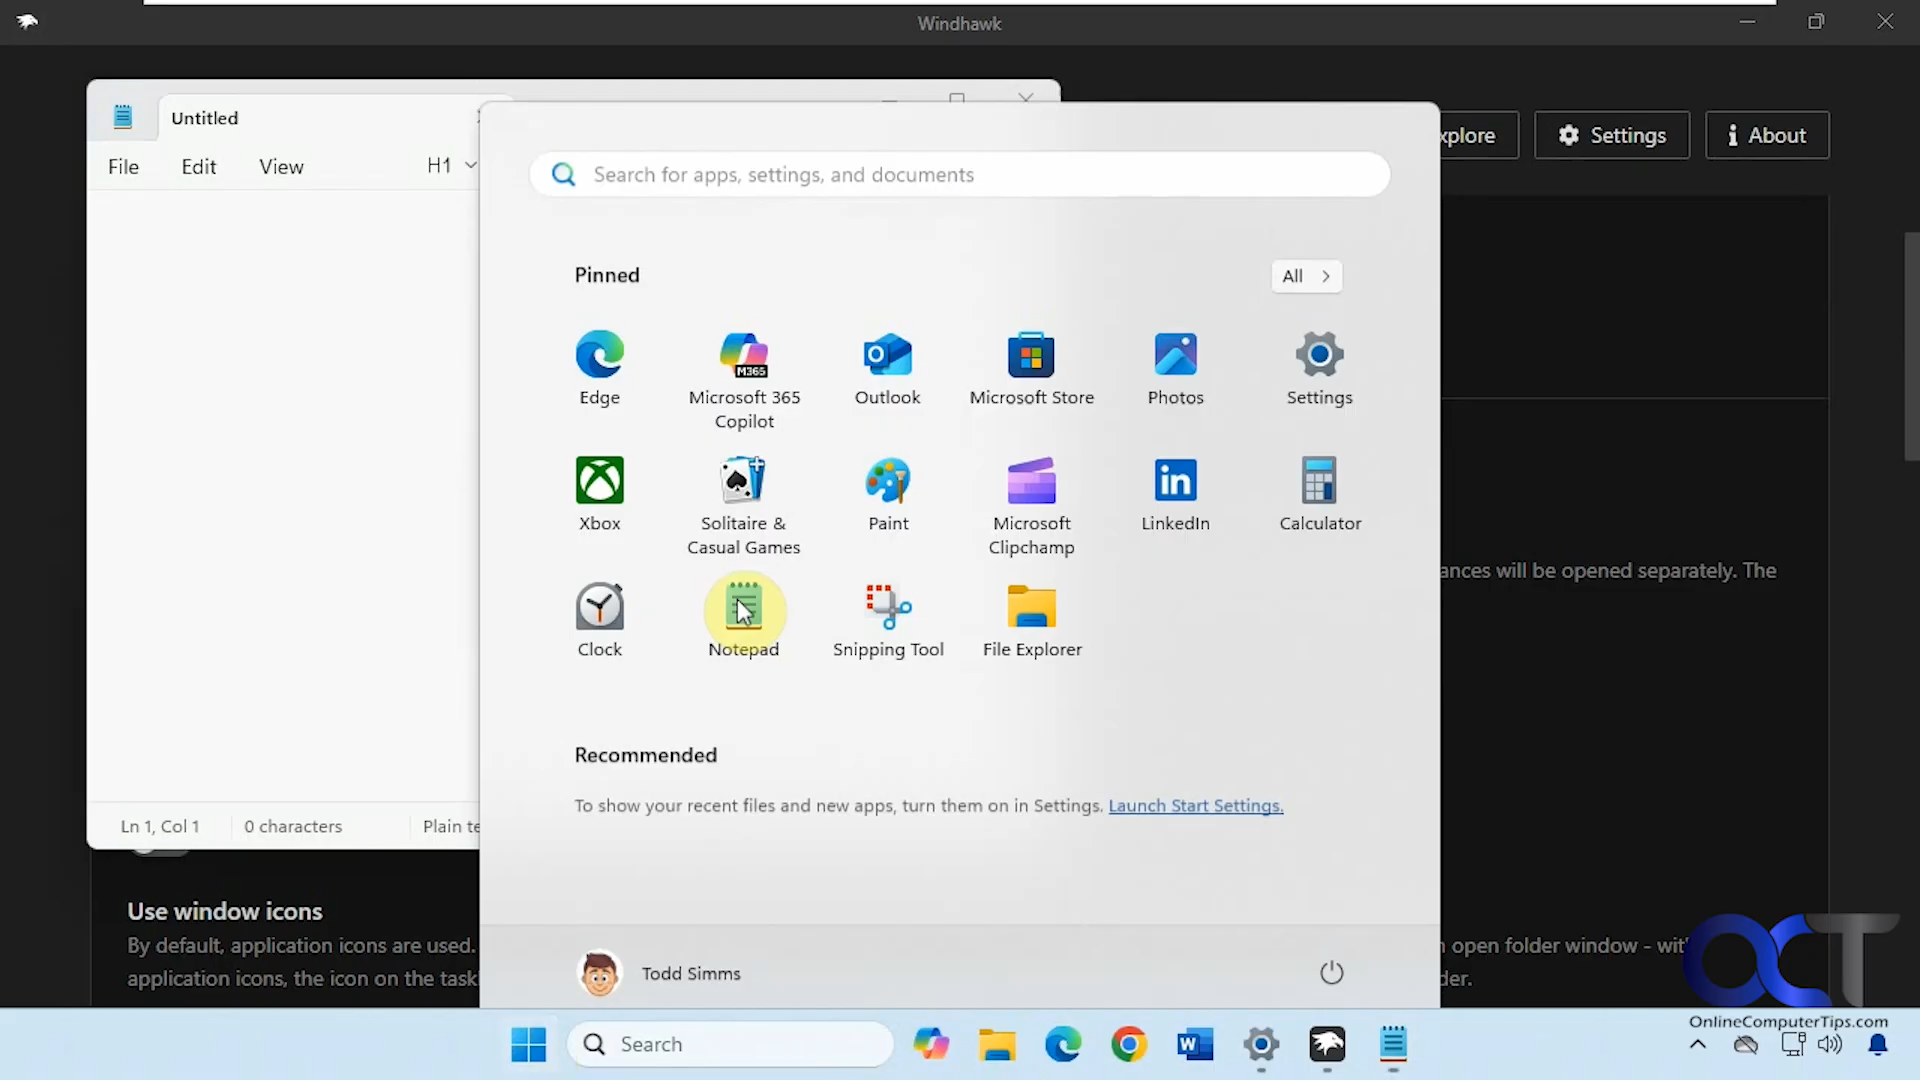 Windhawk
Untitled
File Edit View H1
xplore
Settings
About
Search for apps, settings, and documents
Pinned
All
Edge
Microsoft 365
Copilot
M365
Outlook
Microsoft Store
Photos
Settings
Xbox
Solitaire &
Casual Games
Paint
Microsoft
Clipchamp
LinkedIn
Calculator
ances will be opened separately. The
Clock
Notepad
Snipping Tool
File Explorer
Recommended
To show your recent files and new apps, turn them on in Settings. Launch Start Settings.
Ln 1, Col 1 0 characters Plain te
Use window icons
By default, application icons are used.
application icons, the icon on the task
open folder window - wit
der.
Todd Simms
OCT
OnlineComputerTips.com
Search